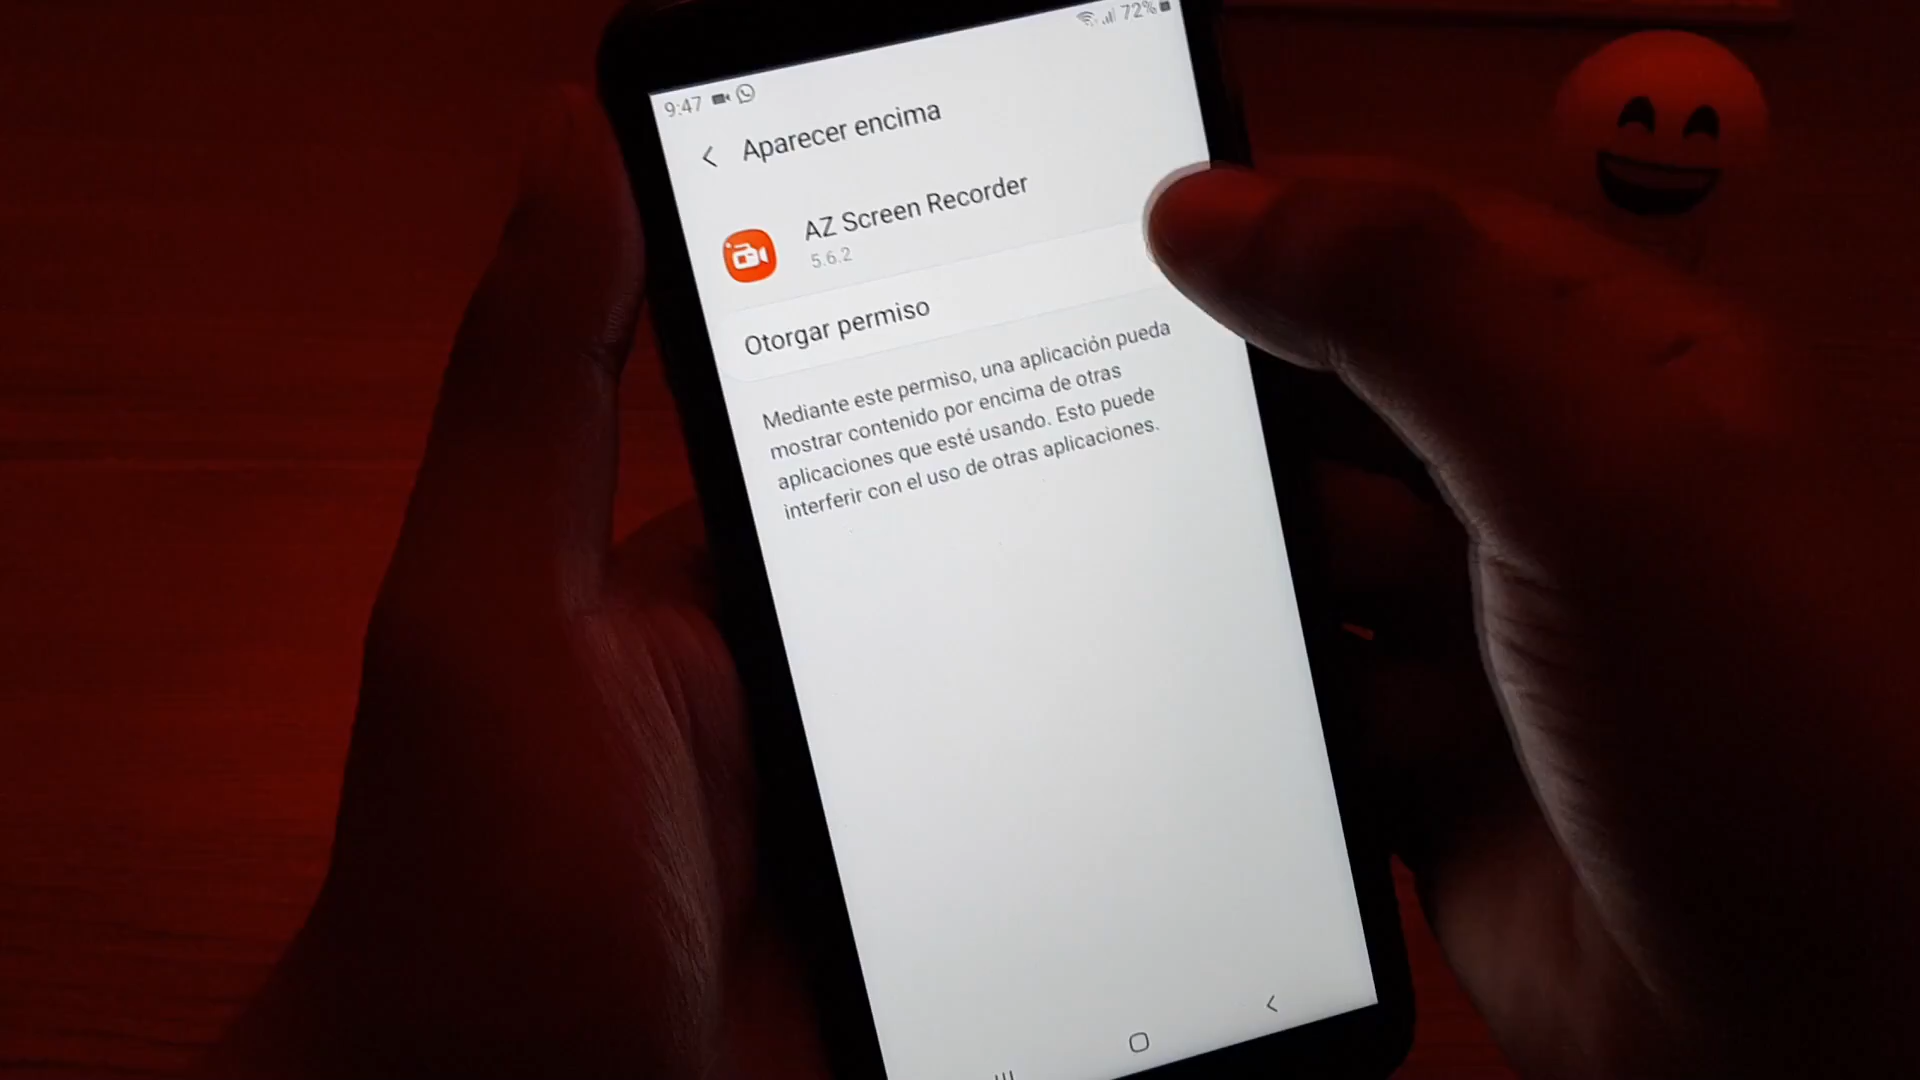 9:47
72%
Aparecer encima
AZ Screen Recorder
5.6.2
Otorgar permiso
Mediante este permiso, una aplicación pueda
mostrar contenido por encima de otras
aplicaciones que esté usando. Esto puede
interferir con el uso de otras aplicaciones.